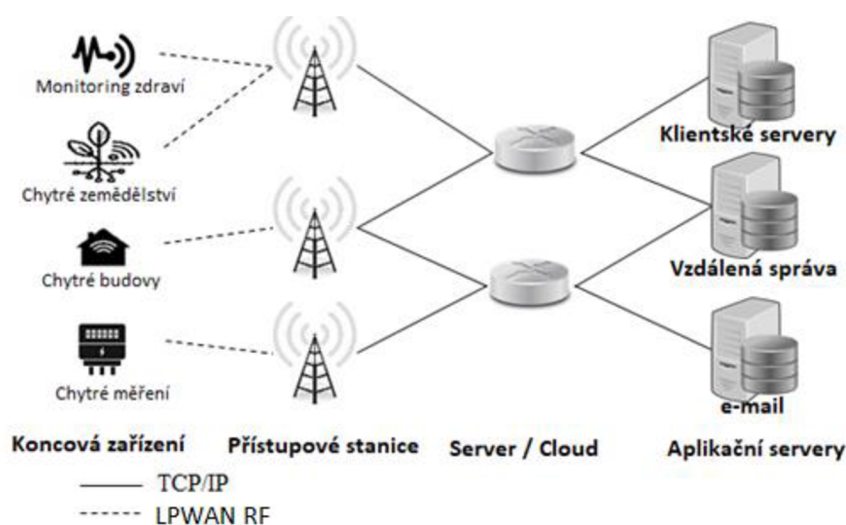 Monitoring zdraví
Chytré zemědělství
Chytré budovy
Chytré měření
Klientské servery
Vzdálená správa
e-mail
Koncová zařízení
Přístupové stanice
Server / Cloud
Aplikační servery
TCP/IP
LPWAN RF